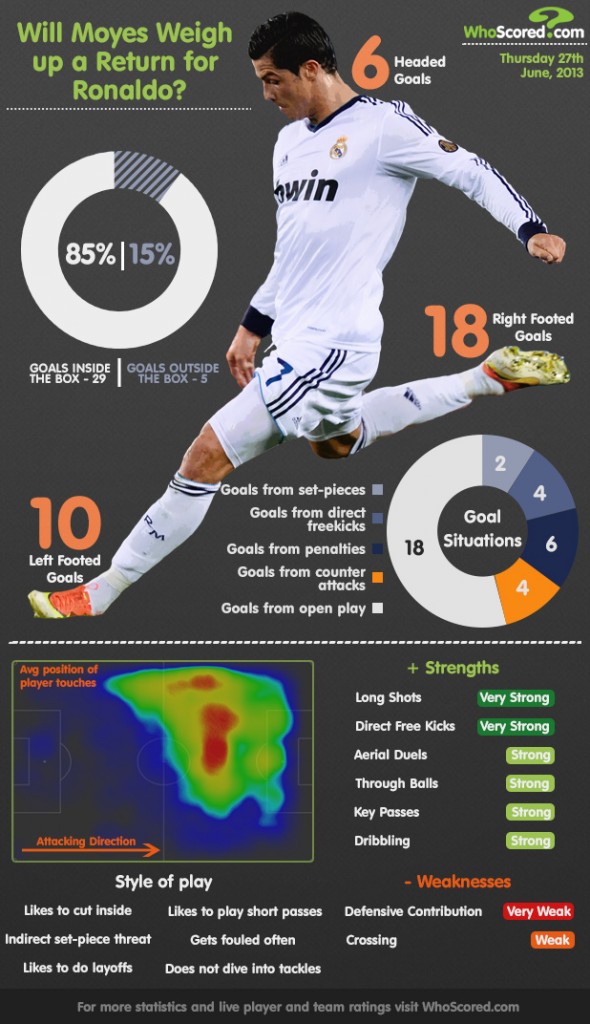 Will Moyes Weigh
up a Return for
Ronaldo?
WhoScored.com
Thursday 27th
June, 2013
6 Headed
Goals
bwin
85% | 15%
GOALS INSIDE
THE BOX - 29
GOALS OUTSIDE
THE BOX - 5
18 Right Footed
Goals
7
R M
10
Left Footed
Goals
Goals from set-pieces
Goals from direct
freekicks
Goals from penalties
Goals from counter
attacks
Goals from open play
Goal
Situations
2
4
6
4
18
Avg position of
player touches
Attacking Direction
+ Strengths
Long Shots Very Strong
Direct Free Kicks Very Strong
Aerial Duels Strong
Through Balls Strong
Key Passes Strong
Dribbling Strong
Style of play
Likes to cut inside
Likes to play short passes
Indirect set-piece threat
Gets fouled often
Likes to do layoffs
Does not dive into tackles
- Weaknesses
Defensive Contribution Very Weak
Crossing Weak
For more statistics and live player and team ratings visit WhoScored.com